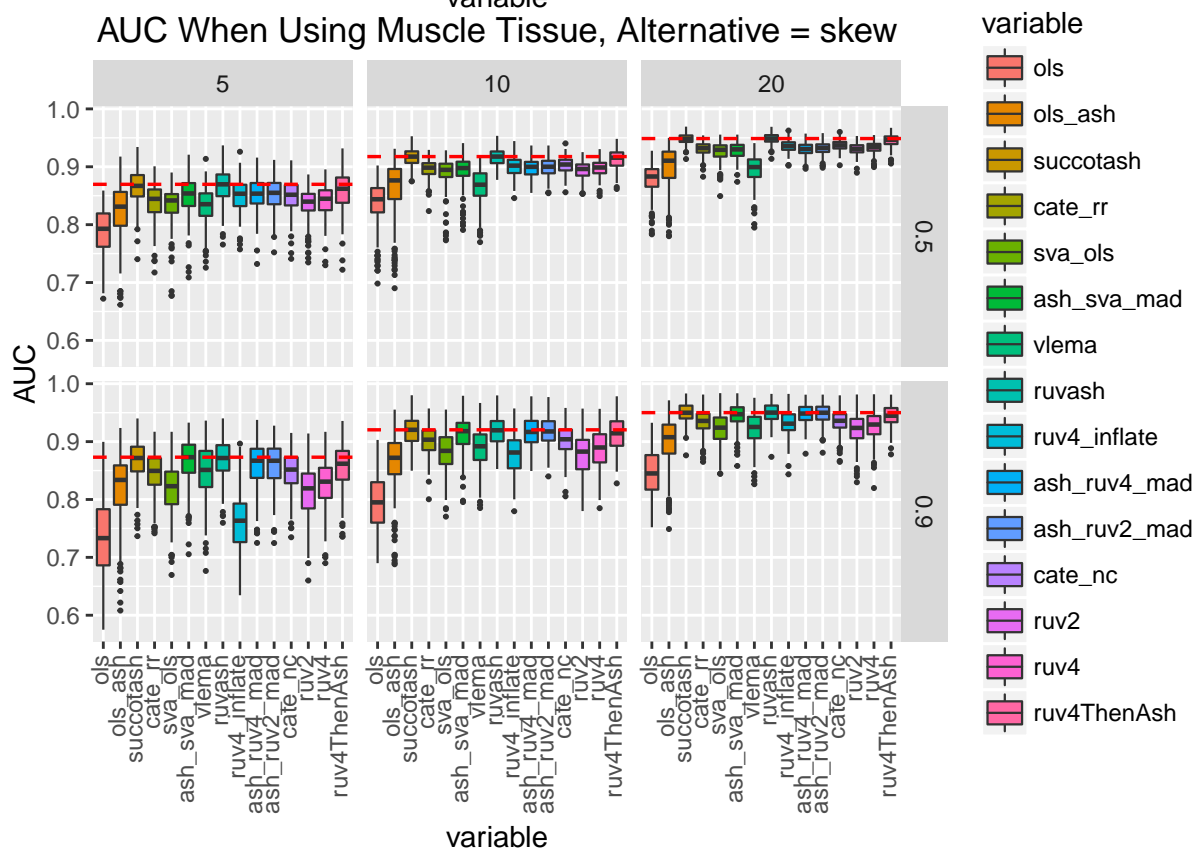 variable
AUC When Using Muscle Tissue, Alternative = skew
5
10
20
1.0
0.9
0.8
0.7
0.6
0.5
1.0
0.9
0.8
0.7
0.6
0.9
AUC
ols
ols_ash
succotash
cate_rr
sva_ols
ash_sva_mad
vlema
ruvash
ruv4_inflate
ash_ruv4_mad
ash_ruv2_mad
cate_nc
ruv2
ruv4
ruv4ThenAsh
ols
ols_ash
succotash
cate_rr
sva_ols
ash_sva_mad
vlema
ruvash
ruv4_inflate
ash_ruv4_mad
ash_ruv2_mad
cate_nc
ruv2
ruv4
ruv4ThenAsh
ols
ols_ash
succotash
cate_rr
sva_ols
ash_sva_mad
vlema
ruvash
ruv4_inflate
ash_ruv4_mad
ash_ruv2_mad
cate_nc
ruv2
ruv4
ruv4ThenAsh
variable
variable
ols
ols_ash
succotash
cate_rr
sva_ols
ash_sva_mad
vlema
ruvash
ruv4_inflate
ash_ruv4_mad
ash_ruv2_mad
cate_nc
ruv2
ruv4
ruv4ThenAsh